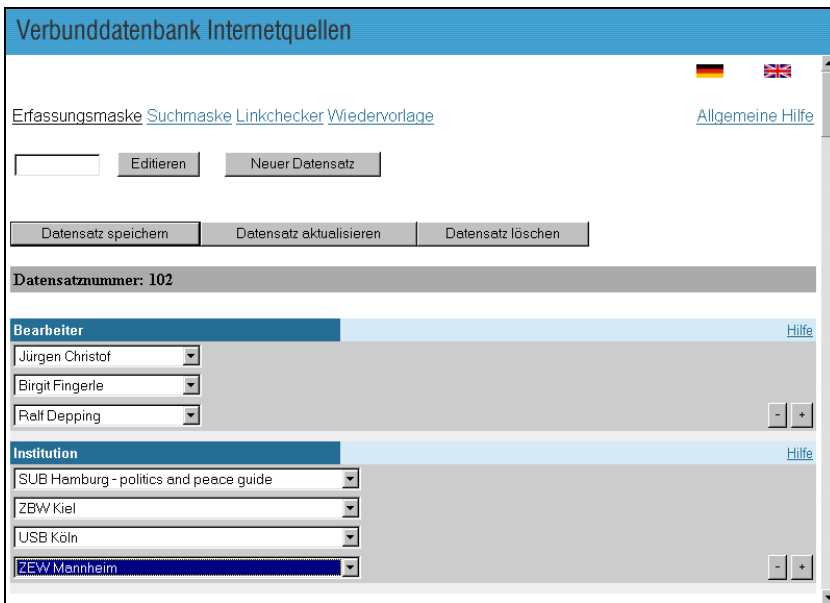 Verbunddatenbank Internetquellen
Erfassungsmaske Suchmaske Linkchecker Wiedervorlage Allgemeine Hilfe
Editieren Neuer Datensatz
Datensatz speichern Datensatz aktualisieren Datensatz löschen
Datensatznummer: 102
Bearbeiter Hilfe
Jürgen Christof
Birgit Fingerle
Ralf Depping - +
Institution Hilfe
SUB Hamburg - politics and peace guide
ZBW Kiel
USB Köln
ZEW Mannheim - +